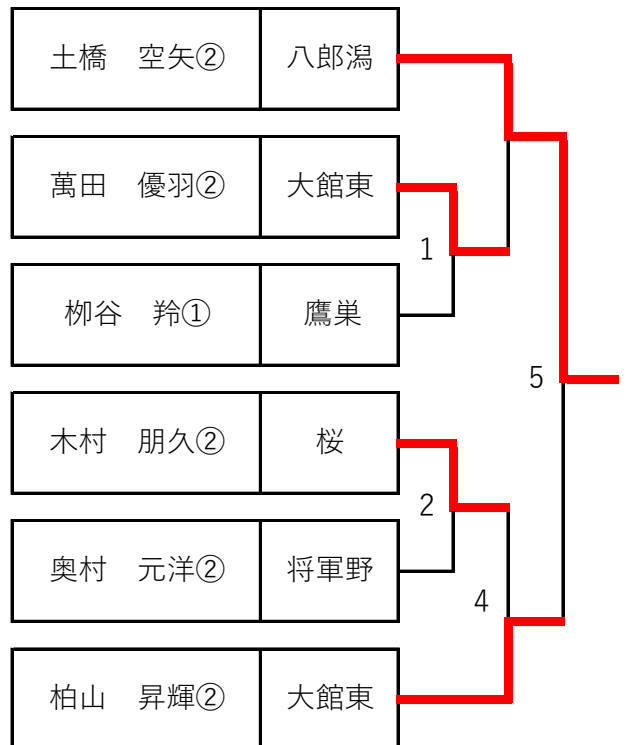 土橋　空矢② 八郎潟
萬田　優羽② 大館東
1
栁谷　羚① 鷹巣
5
木村　朋久② 桜
2
奥村　元洋② 将軍野
4
柏山　昇輝② 大館東